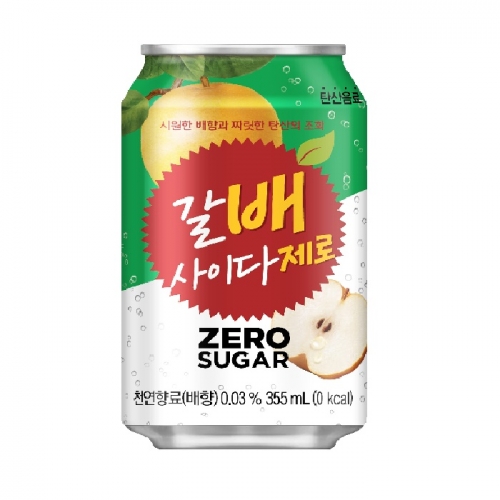 탄산음료
시원한 배향과 짜릿한 탄산의 조화
갈배
사이다제로
ZERO
SUGAR
천연향료(배향) 0.03 % 355 mL (0 kcal)